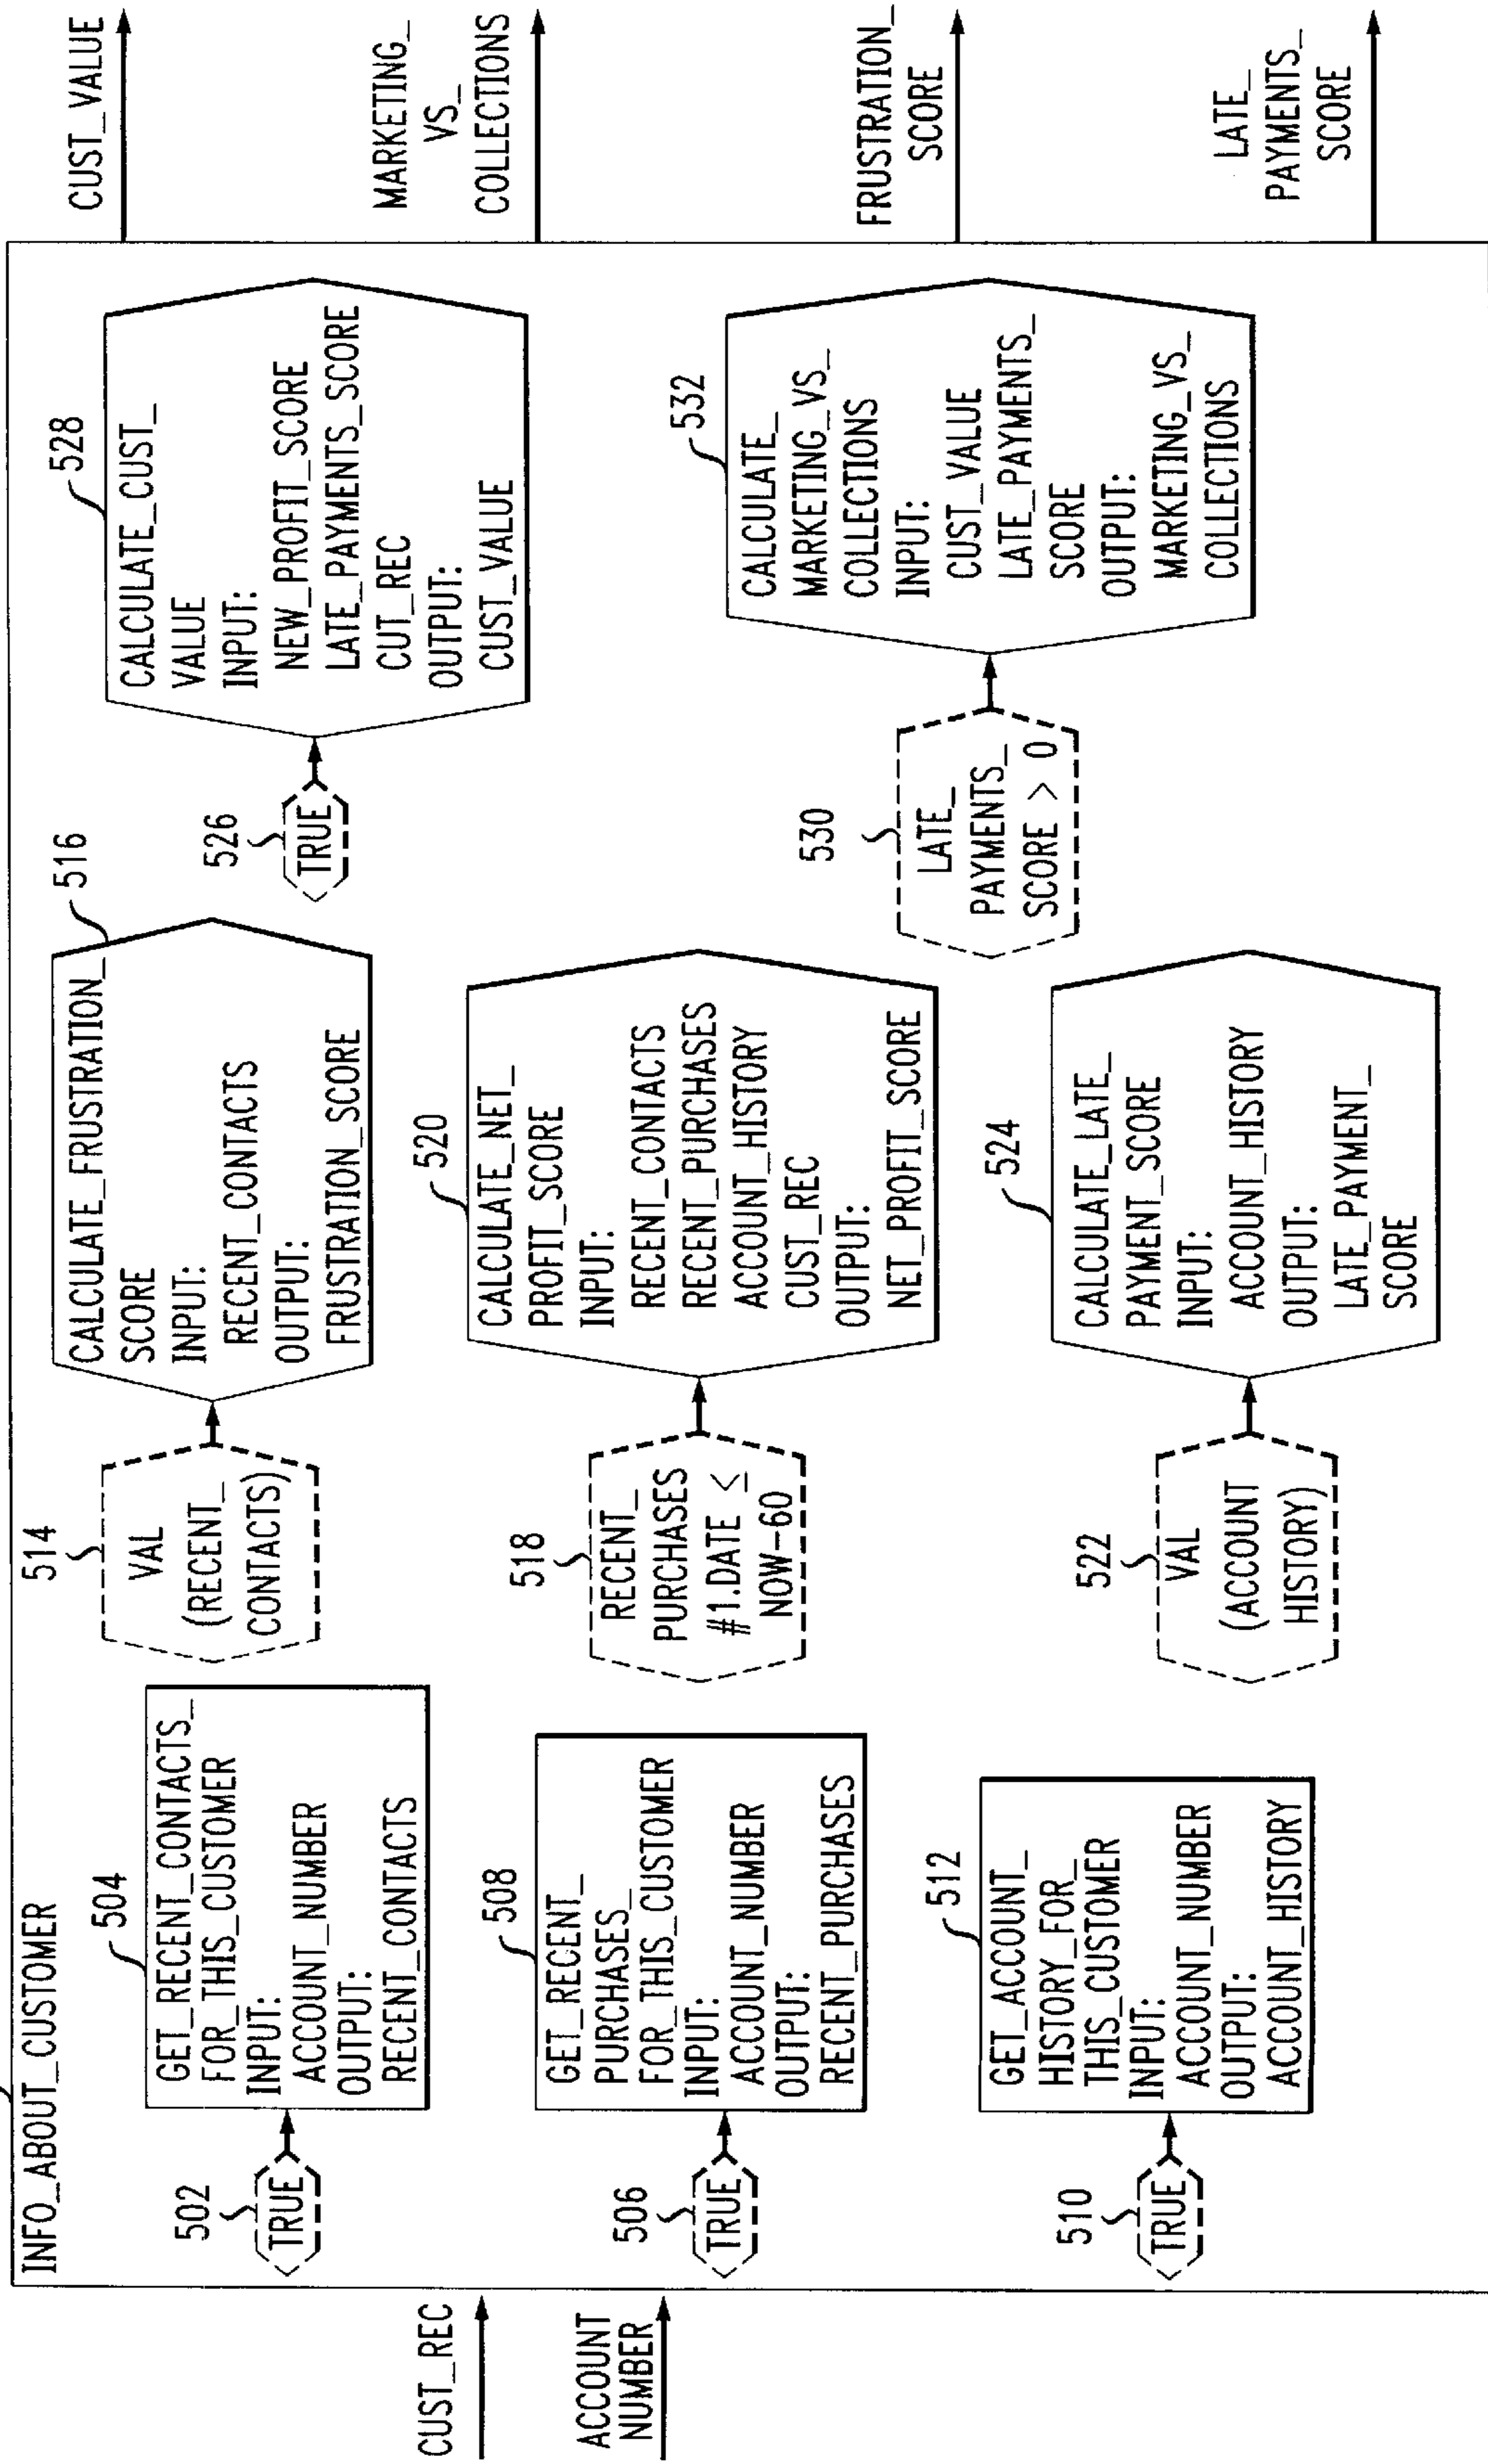 INFO_ABOUT_CUSTOMER
CUST_REC
ACCOUNT
NUMBER
502
TRUE
504
GET_RECENT_CONTACTS_
FOR_THIS_CUSTOMER
INPUT:
ACCOUNT_NUMBER
OUTPUT:
RECENT_CONTACTS
506
TRUE
508
GET_RECENT_
PURCHASES_
FOR_THIS_CUSTOMER
INPUT:
ACCOUNT_NUMBER
OUTPUT:
RECENT_PURCHASES
510
TRUE
512
GET_ACCOUNT_
HISTORY_FOR_
THIS_CUSTOMER
INPUT:
ACCOUNT_NUMBER
OUTPUT:
ACCOUNT_HISTORY
514
VAL
(RECENT_
CONTACTS)
516
CALCULATE_FRUSTRATION_
SCORE
INPUT:
RECENT_CONTACTS
OUTPUT:
FRUSTRATION_SCORE
518
RECENT_
PURCHASES
#1.DATE ≤
NOW-60
520
CALCULATE_NET_
PROFIT_SCORE
INPUT:
RECENT_CONTACTS
RECENT_PURCHASES
ACCOUNT_HISTORY
CUST_REC
OUTPUT:
NET_PROFIT_SCORE
522
VAL
(ACCOUNT
HISTORY)
524
CALCULATE_LATE_
PAYMENT_SCORE
INPUT:
ACCOUNT_HISTORY
OUTPUT:
LATE_PAYMENT_
SCORE
526
TRUE
528
CALCULATE_CUST_
VALUE
INPUT:
NEW_PROFIT_SCORE
LATE_PAYMENTS_SCORE
CUT_REC
OUTPUT:
CUST_VALUE
530
LATE_
PAYMENTS_
SCORE > 0
532
CALCULATE_
MARKETING_VS_
COLLECTIONS
INPUT:
CUST_VALUE
LATE_PAYMENTS_
SCORE
OUTPUT:
MARKETING_VS_
COLLECTIONS
CUST_VALUE
MARKETING_
VS_
COLLECTIONS
FRUSTRATION_
SCORE
LATE_
PAYMENTS_
SCORE